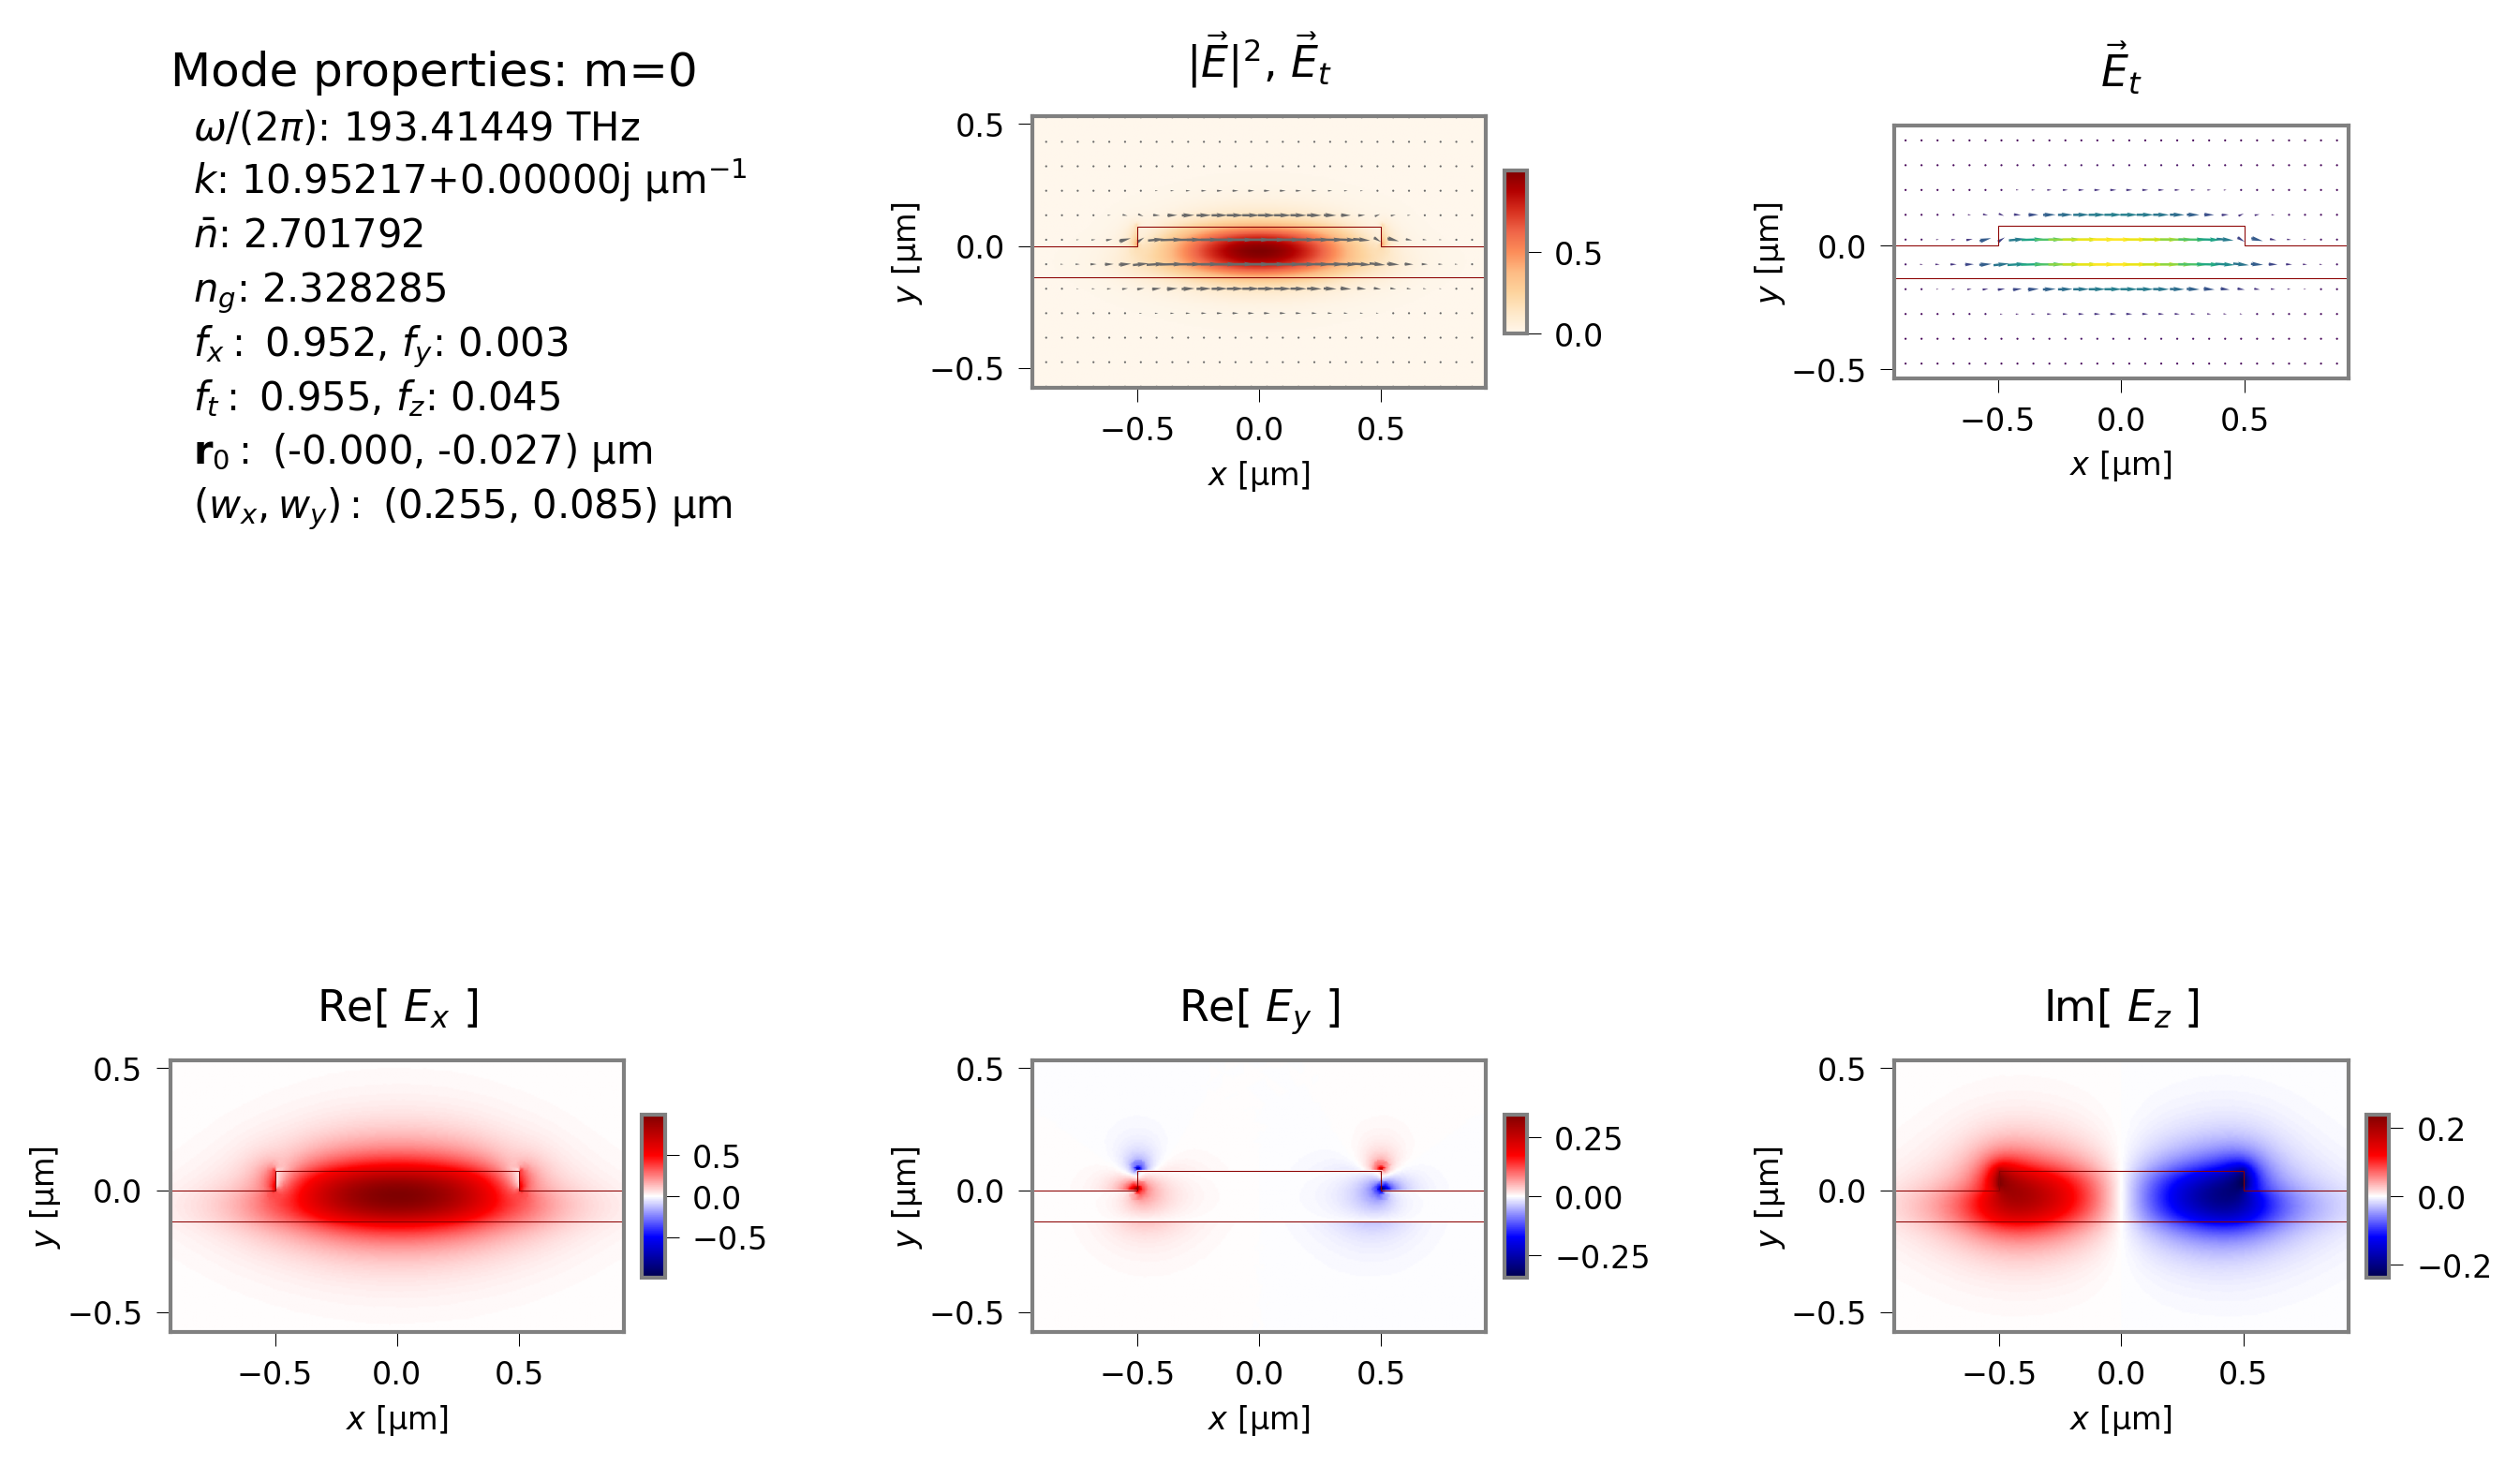 Mode properties: m=0
ω/(2π): 193.41449 THz
k: 10.95217+0.00000j μm⁻¹
n̄: 2.701792
n_g: 2.328285
f_x : 0.952, f_y: 0.003
f_t : 0.955, f_z: 0.045
r₀ : (-0.000, -0.027) μm
(w_x, w_y) : (0.255, 0.085) μm
|E⃗|², E⃗_t
0.5
0.0
−0.5
y [μm]
−0.5 0.0 0.5
x [μm]
0.5
0.0
E⃗_t
0.0
−0.5
y [μm]
−0.5 0.0 0.5
x [μm]
Re[ E_x ]
0.5
0.0
−0.5
y [μm]
−0.5 0.0 0.5
x [μm]
0.5
0.0
−0.5
Re[ E_y ]
0.5
0.0
−0.5
y [μm]
−0.5 0.0 0.5
x [μm]
0.25
0.00
−0.25
Im[ E_z ]
0.5
0.0
−0.5
y [μm]
−0.5 0.0 0.5
x [μm]
0.2
0.0
−0.2